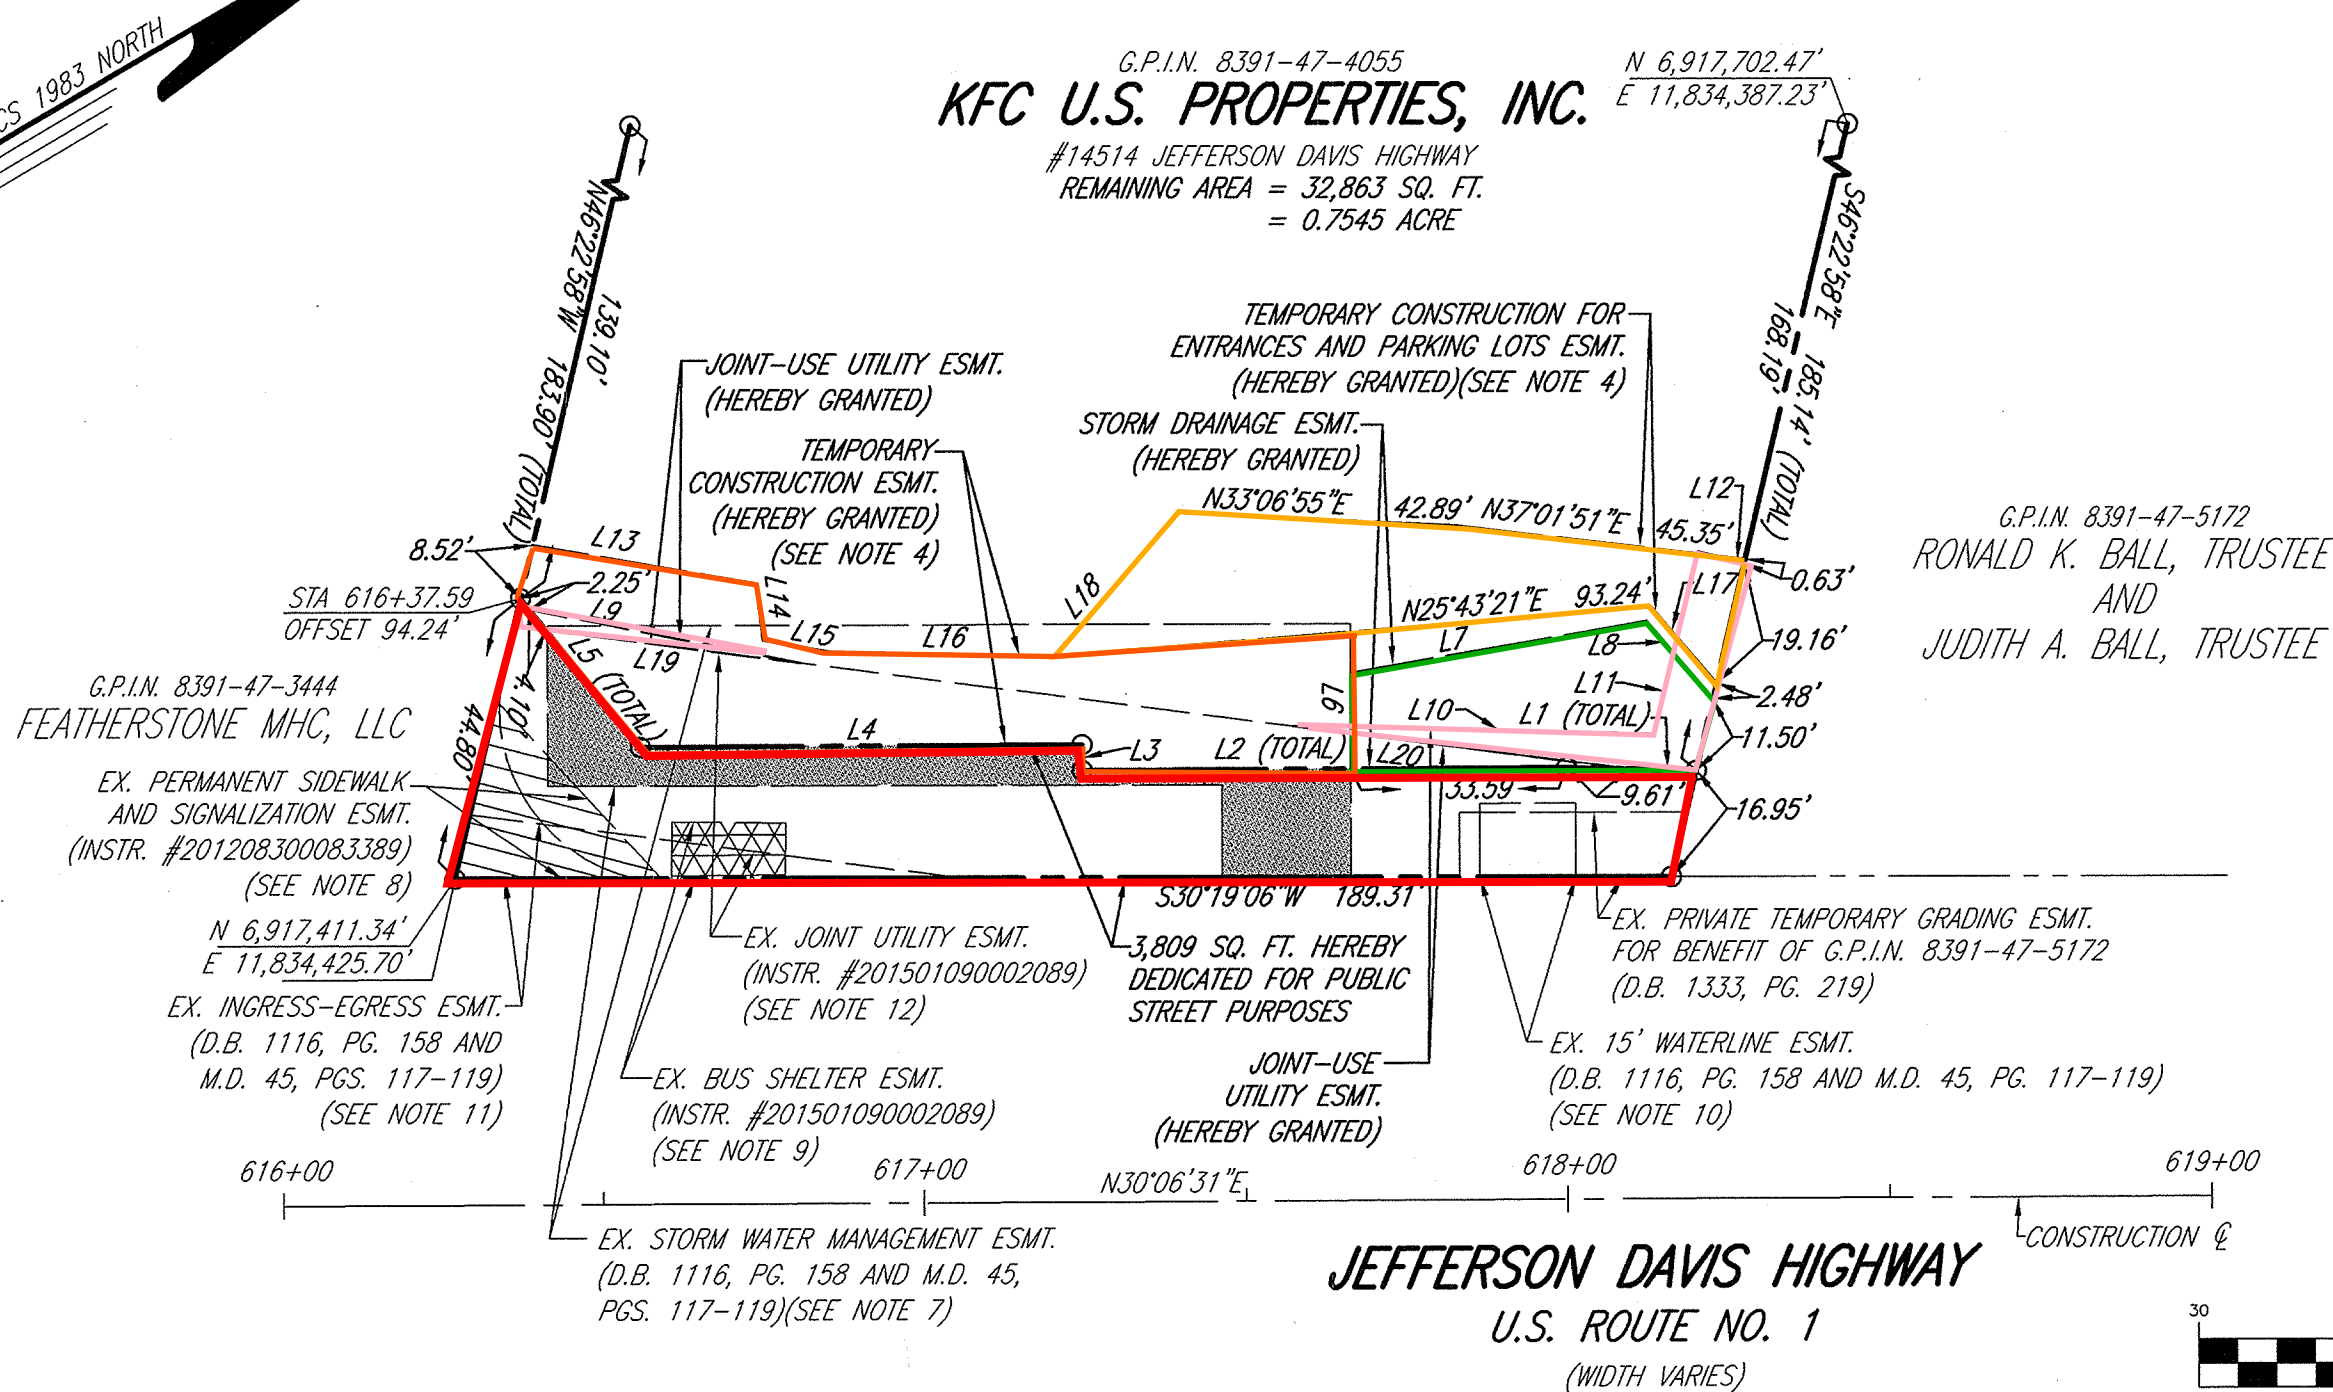 CS 1983 NORTH
G.P.I.N. 8391-47-4055
KFC U.S. PROPERTIES, INC.
#14514 JEFFERSON DAVIS HIGHWAY
REMAINING AREA = 32,863 SQ. FT.
= 0.7545 ACRE
N 6,917,702.47'
E 11,834,387.23'
N46°22'58"W
139.10'
183.90' (TOTAL)
S46°22'58"E
168.19'
185.14' (TOTAL)
JOINT-USE UTILITY ESMT.
(HEREBY GRANTED)
TEMPORARY
CONSTRUCTION ESMT.
(HEREBY GRANTED)
(SEE NOTE 4)
TEMPORARY CONSTRUCTION FOR
ENTRANCES AND PARKING LOTS ESMT.
(HEREBY GRANTED)(SEE NOTE 4)
STORM DRAINAGE ESMT.
(HEREBY GRANTED)
N33°06'55"E 42.89'
N37°01'51"E 45.35'
L12
8.52'
L13
2.25'
STA 616+37.59
OFFSET 94.24'
L9
L14
L15
L16
L18
L19
L5 (TOTAL)
4.10'
44.80'
N25°43'21"E 93.24'
L17
0.63'
L7
L8
19.16'
L6
L11
2.48'
L10
L1 (TOTAL)
11.50'
L4
L3
L2 (TOTAL)
L20
33.59
9.61'
16.95'
G.P.I.N. 8391-47-5172
RONALD K. BALL, TRUSTEE
AND
JUDITH A. BALL, TRUSTEE
G.P.I.N. 8391-47-3444
FEATHERSTONE MHC, LLC
EX. PERMANENT SIDEWALK
AND SIGNALIZATION ESMT.
(INSTR. #201208300083389)
(SEE NOTE 8)
N 6,917,411.34'
E 11,834,425.70'
EX. INGRESS-EGRESS ESMT.
(D.B. 1116, PG. 158 AND
M.D. 45, PGS. 117-119)
(SEE NOTE 11)
S30°19'06"W 189.31'
EX. JOINT UTILITY ESMT.
(INSTR. #201501090002089)
(SEE NOTE 12)
3,809 SQ. FT. HEREBY
DEDICATED FOR PUBLIC
STREET PURPOSES
EX. PRIVATE TEMPORARY GRADING ESMT.
FOR BENEFIT OF G.P.I.N. 8391-47-5172
(D.B. 1333, PG. 219)
EX. BUS SHELTER ESMT.
(INSTR. #201501090002089)
(SEE NOTE 9)
JOINT-USE
UTILITY ESMT.
(HEREBY GRANTED)
EX. 15' WATERLINE ESMT.
(D.B. 1116, PG. 158 AND M.D. 45, PG. 117-119)
(SEE NOTE 10)
616+00
617+00
N30°06'31"E
618+00
619+00
EX. STORM WATER MANAGEMENT ESMT.
(D.B. 1116, PG. 158 AND M.D. 45,
PGS. 117-119)(SEE NOTE 7)
CONSTRUCTION ℄
JEFFERSON DAVIS HIGHWAY
U.S. ROUTE NO. 1
(WIDTH VARIES)
30